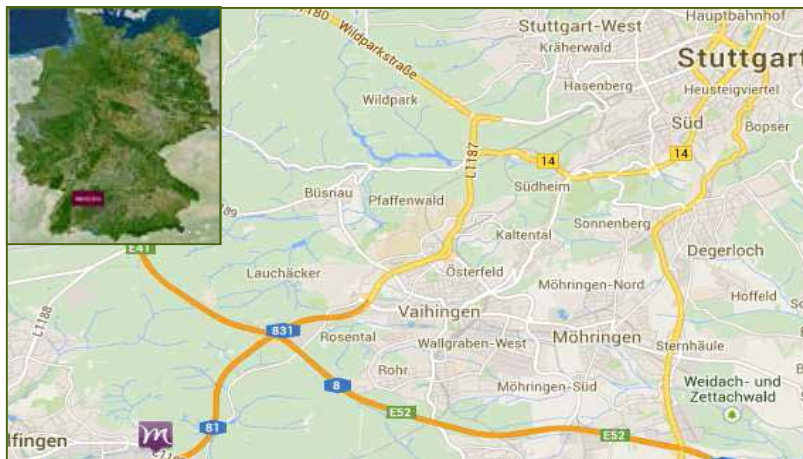 L1180
Wildparkstraße
Stuttgart-West
Kräherwald
Hauptbahnhof
Stuttgart
Hasenberg
Heusteigviertel
Wildpark
Süd
Bopser
L1187
14
14
Südheim
Büsnau
Pfaffenwald
Sonnenberg
Kaltental
Degerloch
E41
Lauchäcker
Österfeld
Möhringen-Nord
Hoffeld
L1188
Vaihingen
831
Rosental
Wallgraben-West
Möhringen
Sternhäule
Rohr
8
Möhringen-Süd
Weidach- und
Zettachwald
E52
81
E52
lfingen
m